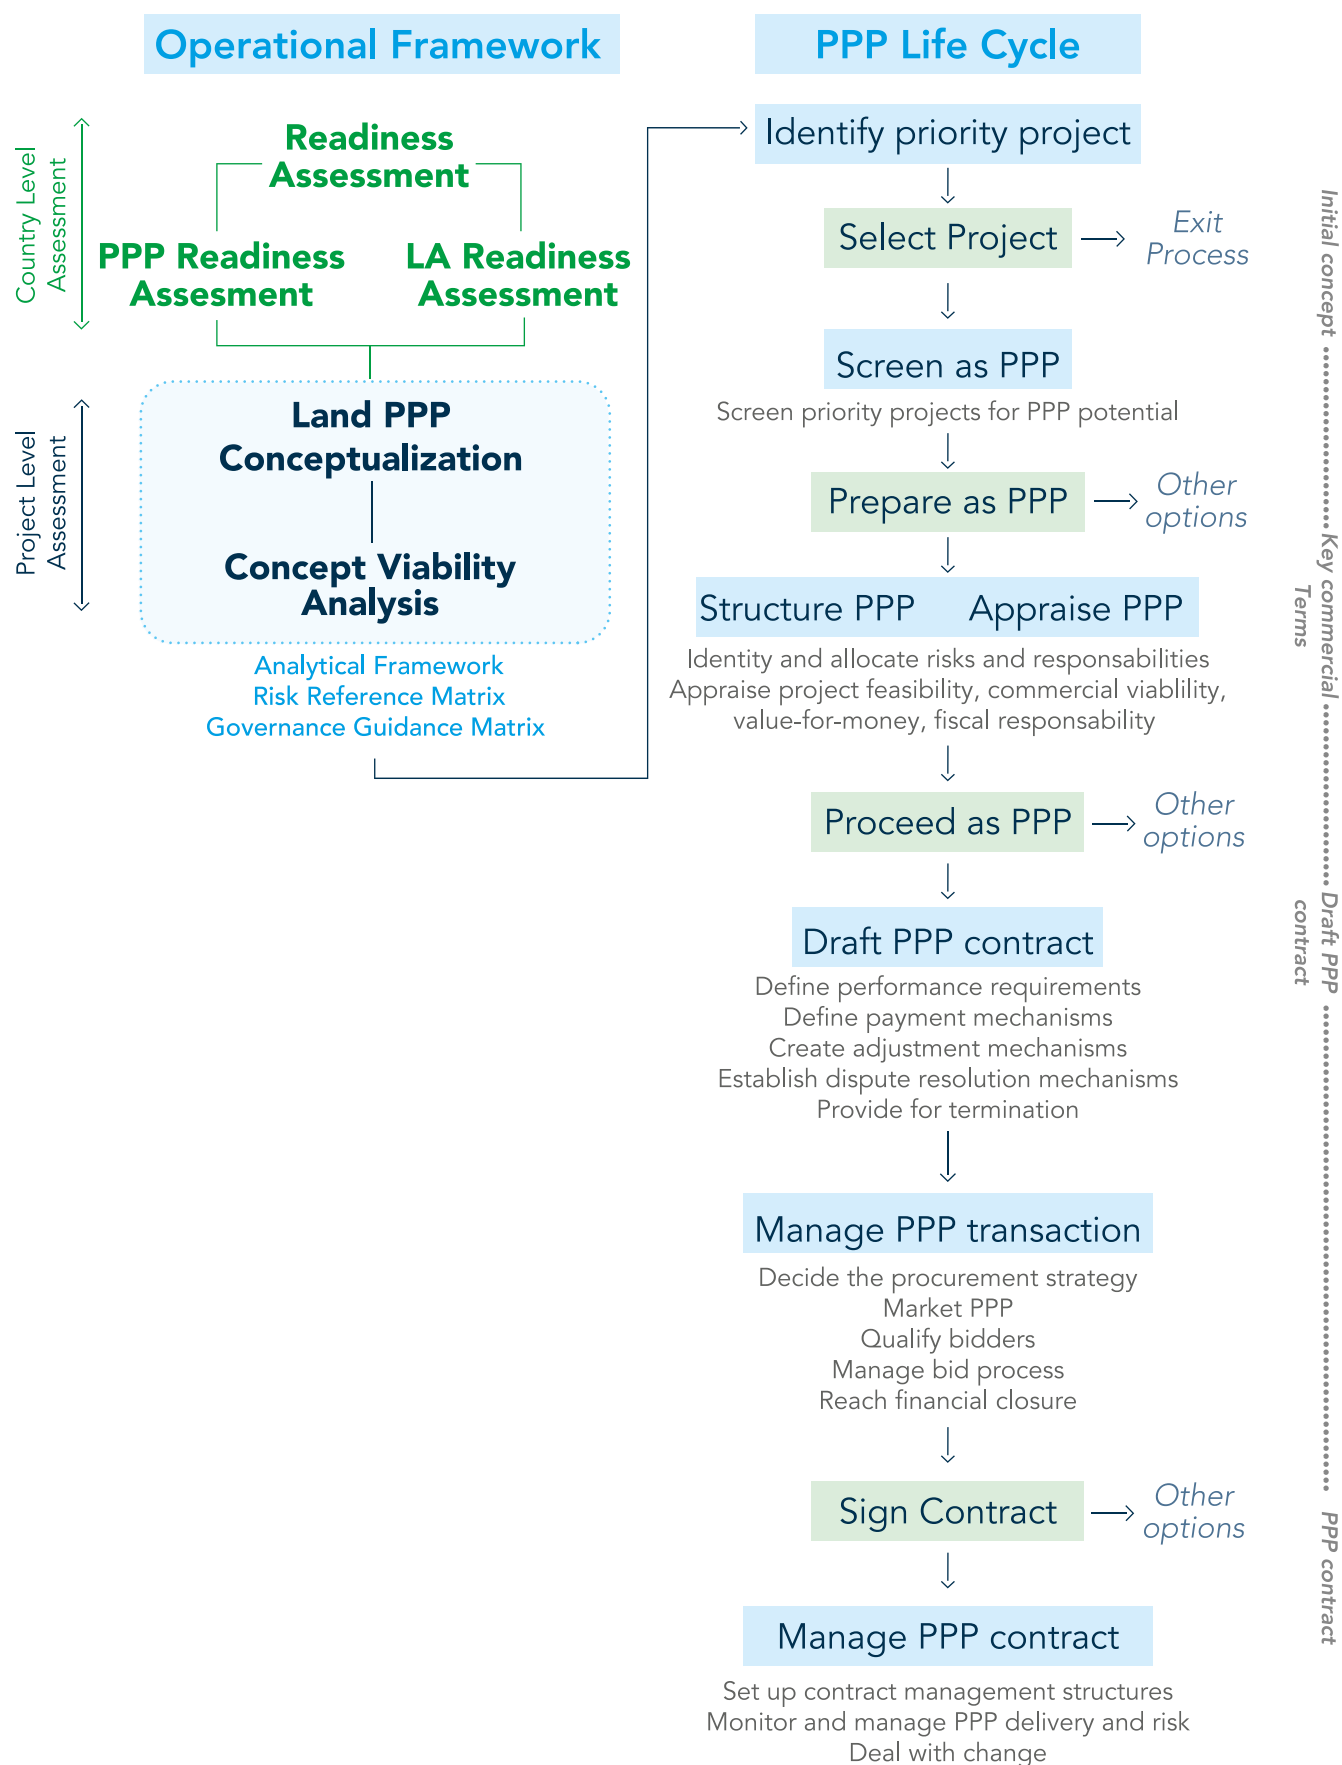 Operational Framework
Country Level
Assessment
Readiness
Assessment
PPP Readiness
Assesment
LA Readiness
Assessment
Project Level
Assessment
Land PPP
Conceptualization
Concept Viability
Analysis
Analytical Framework
Risk Reference Matrix
Governance Guidance Matrix
PPP Life Cycle
Identify priority project
Select Project
Exit
Process
Screen as PPP
Screen priority projects for PPP potential
Prepare as PPP
Other
options
Structure PPP
Appraise PPP
Identity and allocate risks and responsabilities
Appraise project feasibility, commercial viablility,
value-for-money, fiscal responsability
Proceed as PPP
Other
options
Draft PPP contract
Define performance requirements
Define payment mechanisms
Create adjustment mechanisms
Establish dispute resolution mechanisms
Provide for termination
Manage PPP transaction
Decide the procurement strategy
Market PPP
Qualify bidders
Manage bid process
Reach financial closure
Sign Contract
Other
options
Manage PPP contract
Set up contract management structures
Monitor and manage PPP delivery and risk
Deal with change
Initial concept
Key commercial
Terms
Draft PPP
contract
PPP contract